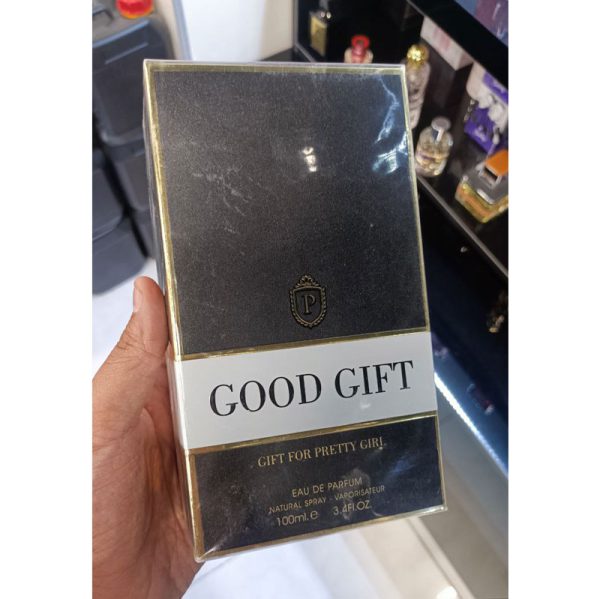 P
GOOD GIFT
GIFT FOR PRETTY GIRL
EAU DE PARFUM
NATURAL SPRAY - VAPORISATEUR
100ml.e 3.4Fl.OZ.